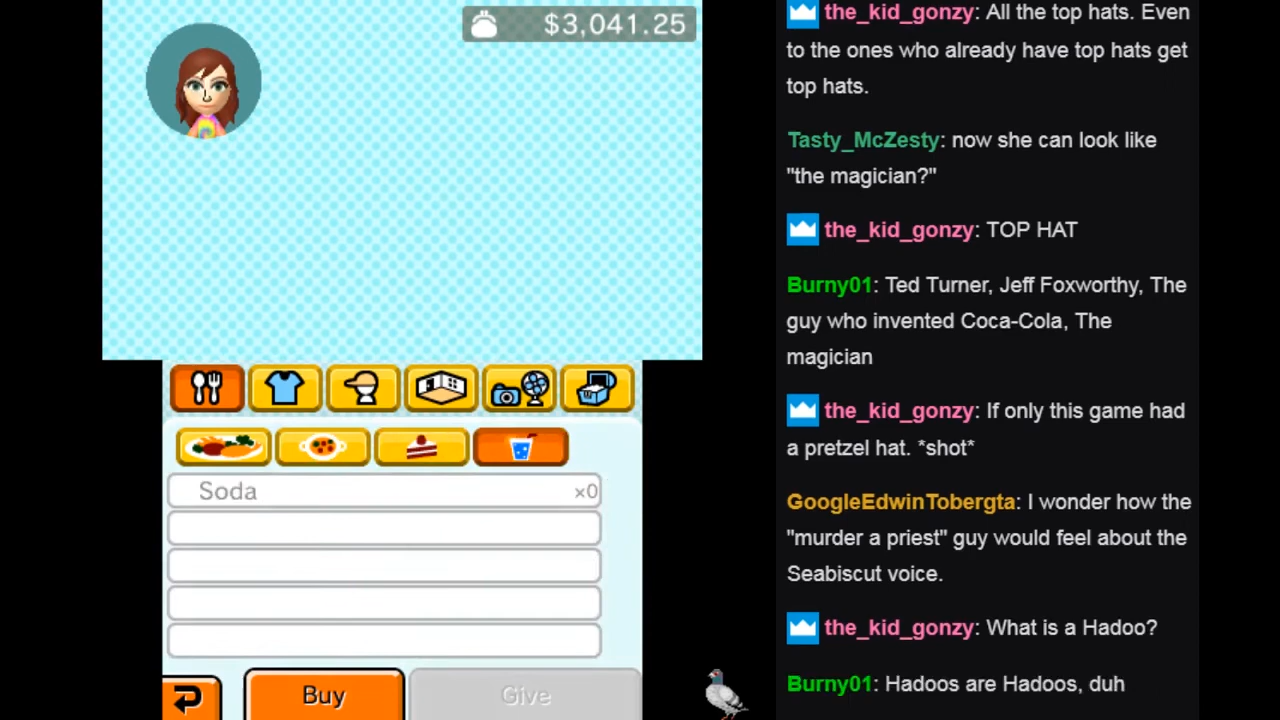 $3,041.25
Soda ×0
Buy
Give
the_kid_gonzy: All the top hats. Even
to the ones who already have top hats get
top hats.
Tasty_McZesty: now she can look like
"the magician?"
the_kid_gonzy: TOP HAT
Burny01: Ted Turner, Jeff Foxworthy, The
guy who invented Coca-Cola, The
magician
the_kid_gonzy: If only this game had
a pretzel hat. *shot*
GoogleEdwinTobergta: I wonder how the
"murder a priest" guy would feel about the
Seabiscut voice.
the_kid_gonzy: What is a Hadoo?
Burny01: Hadoos are Hadoos, duh